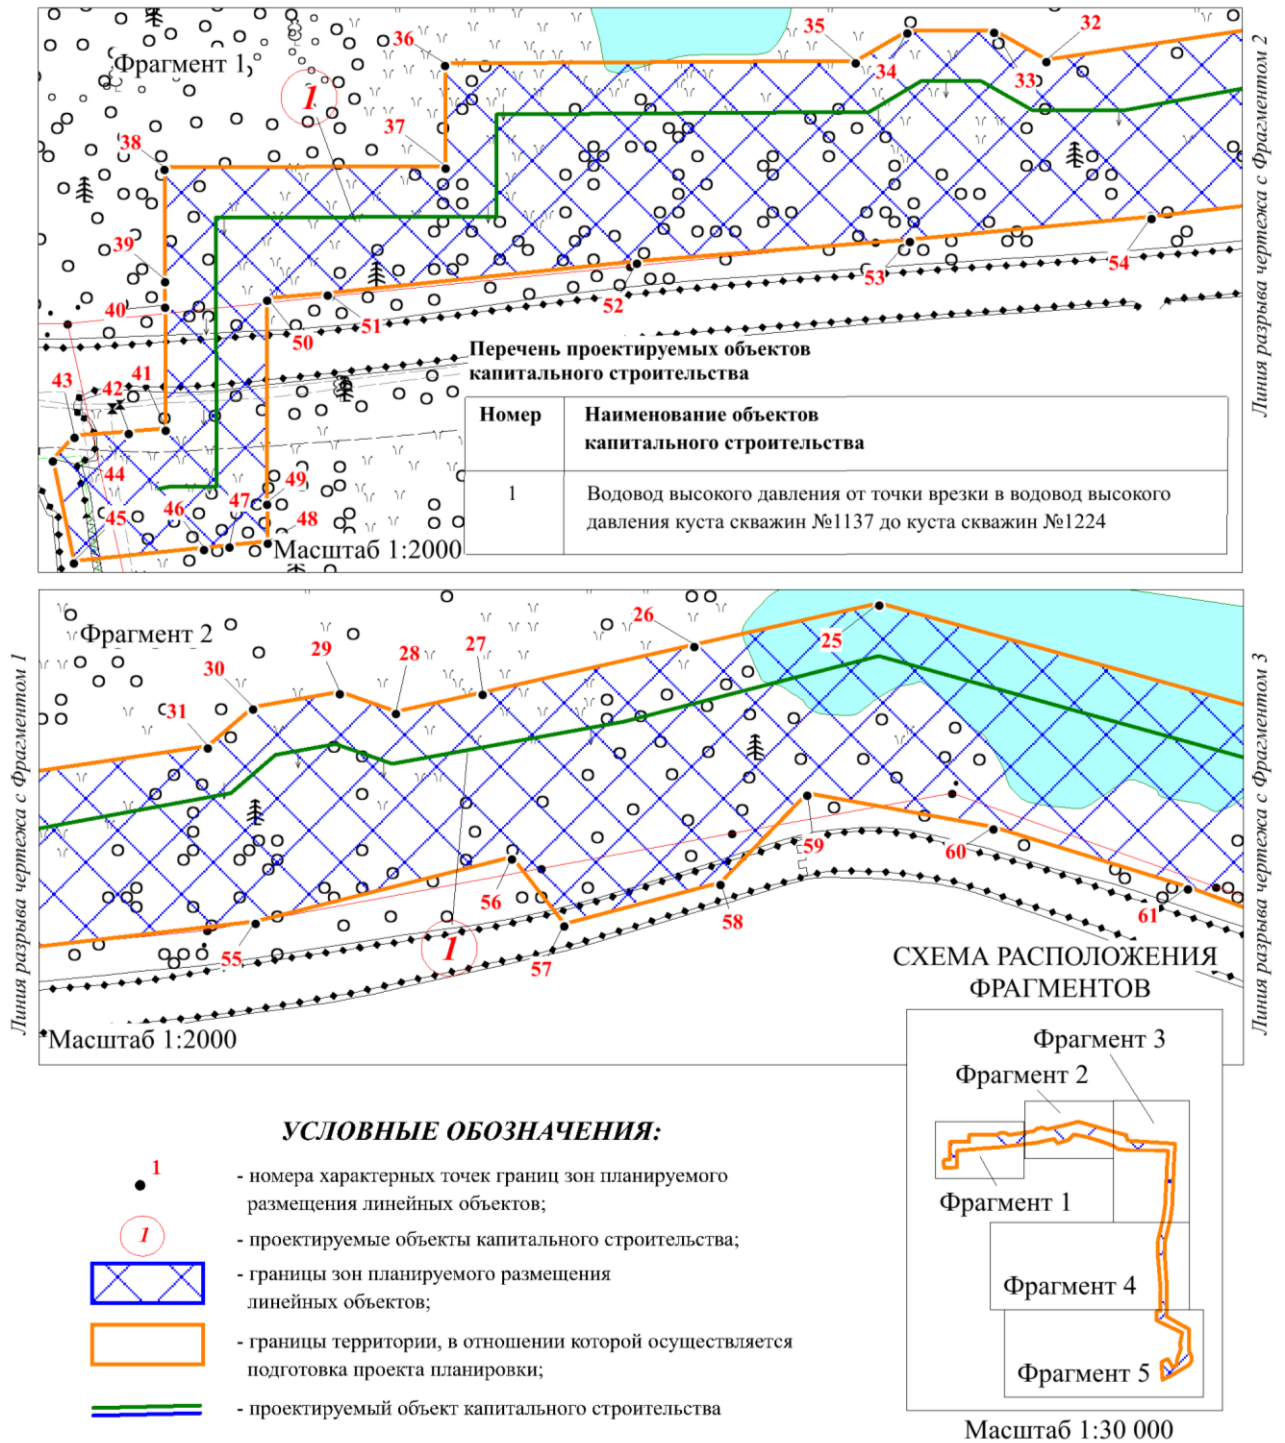 Фрагмент 1
1
36
35
34
33
32
38
37
39
40
43
42
41
50
51
52
53
54
44
45
46
47
49
48
Масштаб 1:2000
Перечень проектируемых объектов
капитального строительства
Номер
Наименование объектов
капитального строительства
1
Водовод высокого давления от точки врезки в водовод высокого
давления куста скважин №1137 до куста скважин №1224
Линия разрыва чертежа с Фрагментом 2
Линия разрыва чертежа с Фрагментом 1
Фрагмент 2
31
30
29
28
27
26
25
55
56
57
58
59
60
61
1
Масштаб 1:2000
Линия разрыва чертежа с Фрагментом 3
СХЕМА РАСПОЛОЖЕНИЯ
ФРАГМЕНТОВ
Фрагмент 3
Фрагмент 2
Фрагмент 1
Фрагмент 4
Фрагмент 5
Масштаб 1:30 000
УСЛОВНЫЕ ОБОЗНАЧЕНИЯ:
1
- номера характерных точек границ зон планируемого
размещения линейных объектов;
1
- проектируемые объекты капитального строительства;
- границы зон планируемого размещения
линейных объектов;
- границы территории, в отношении которой осуществляется
подготовка проекта планировки;
- проектируемый объект капитального строительства